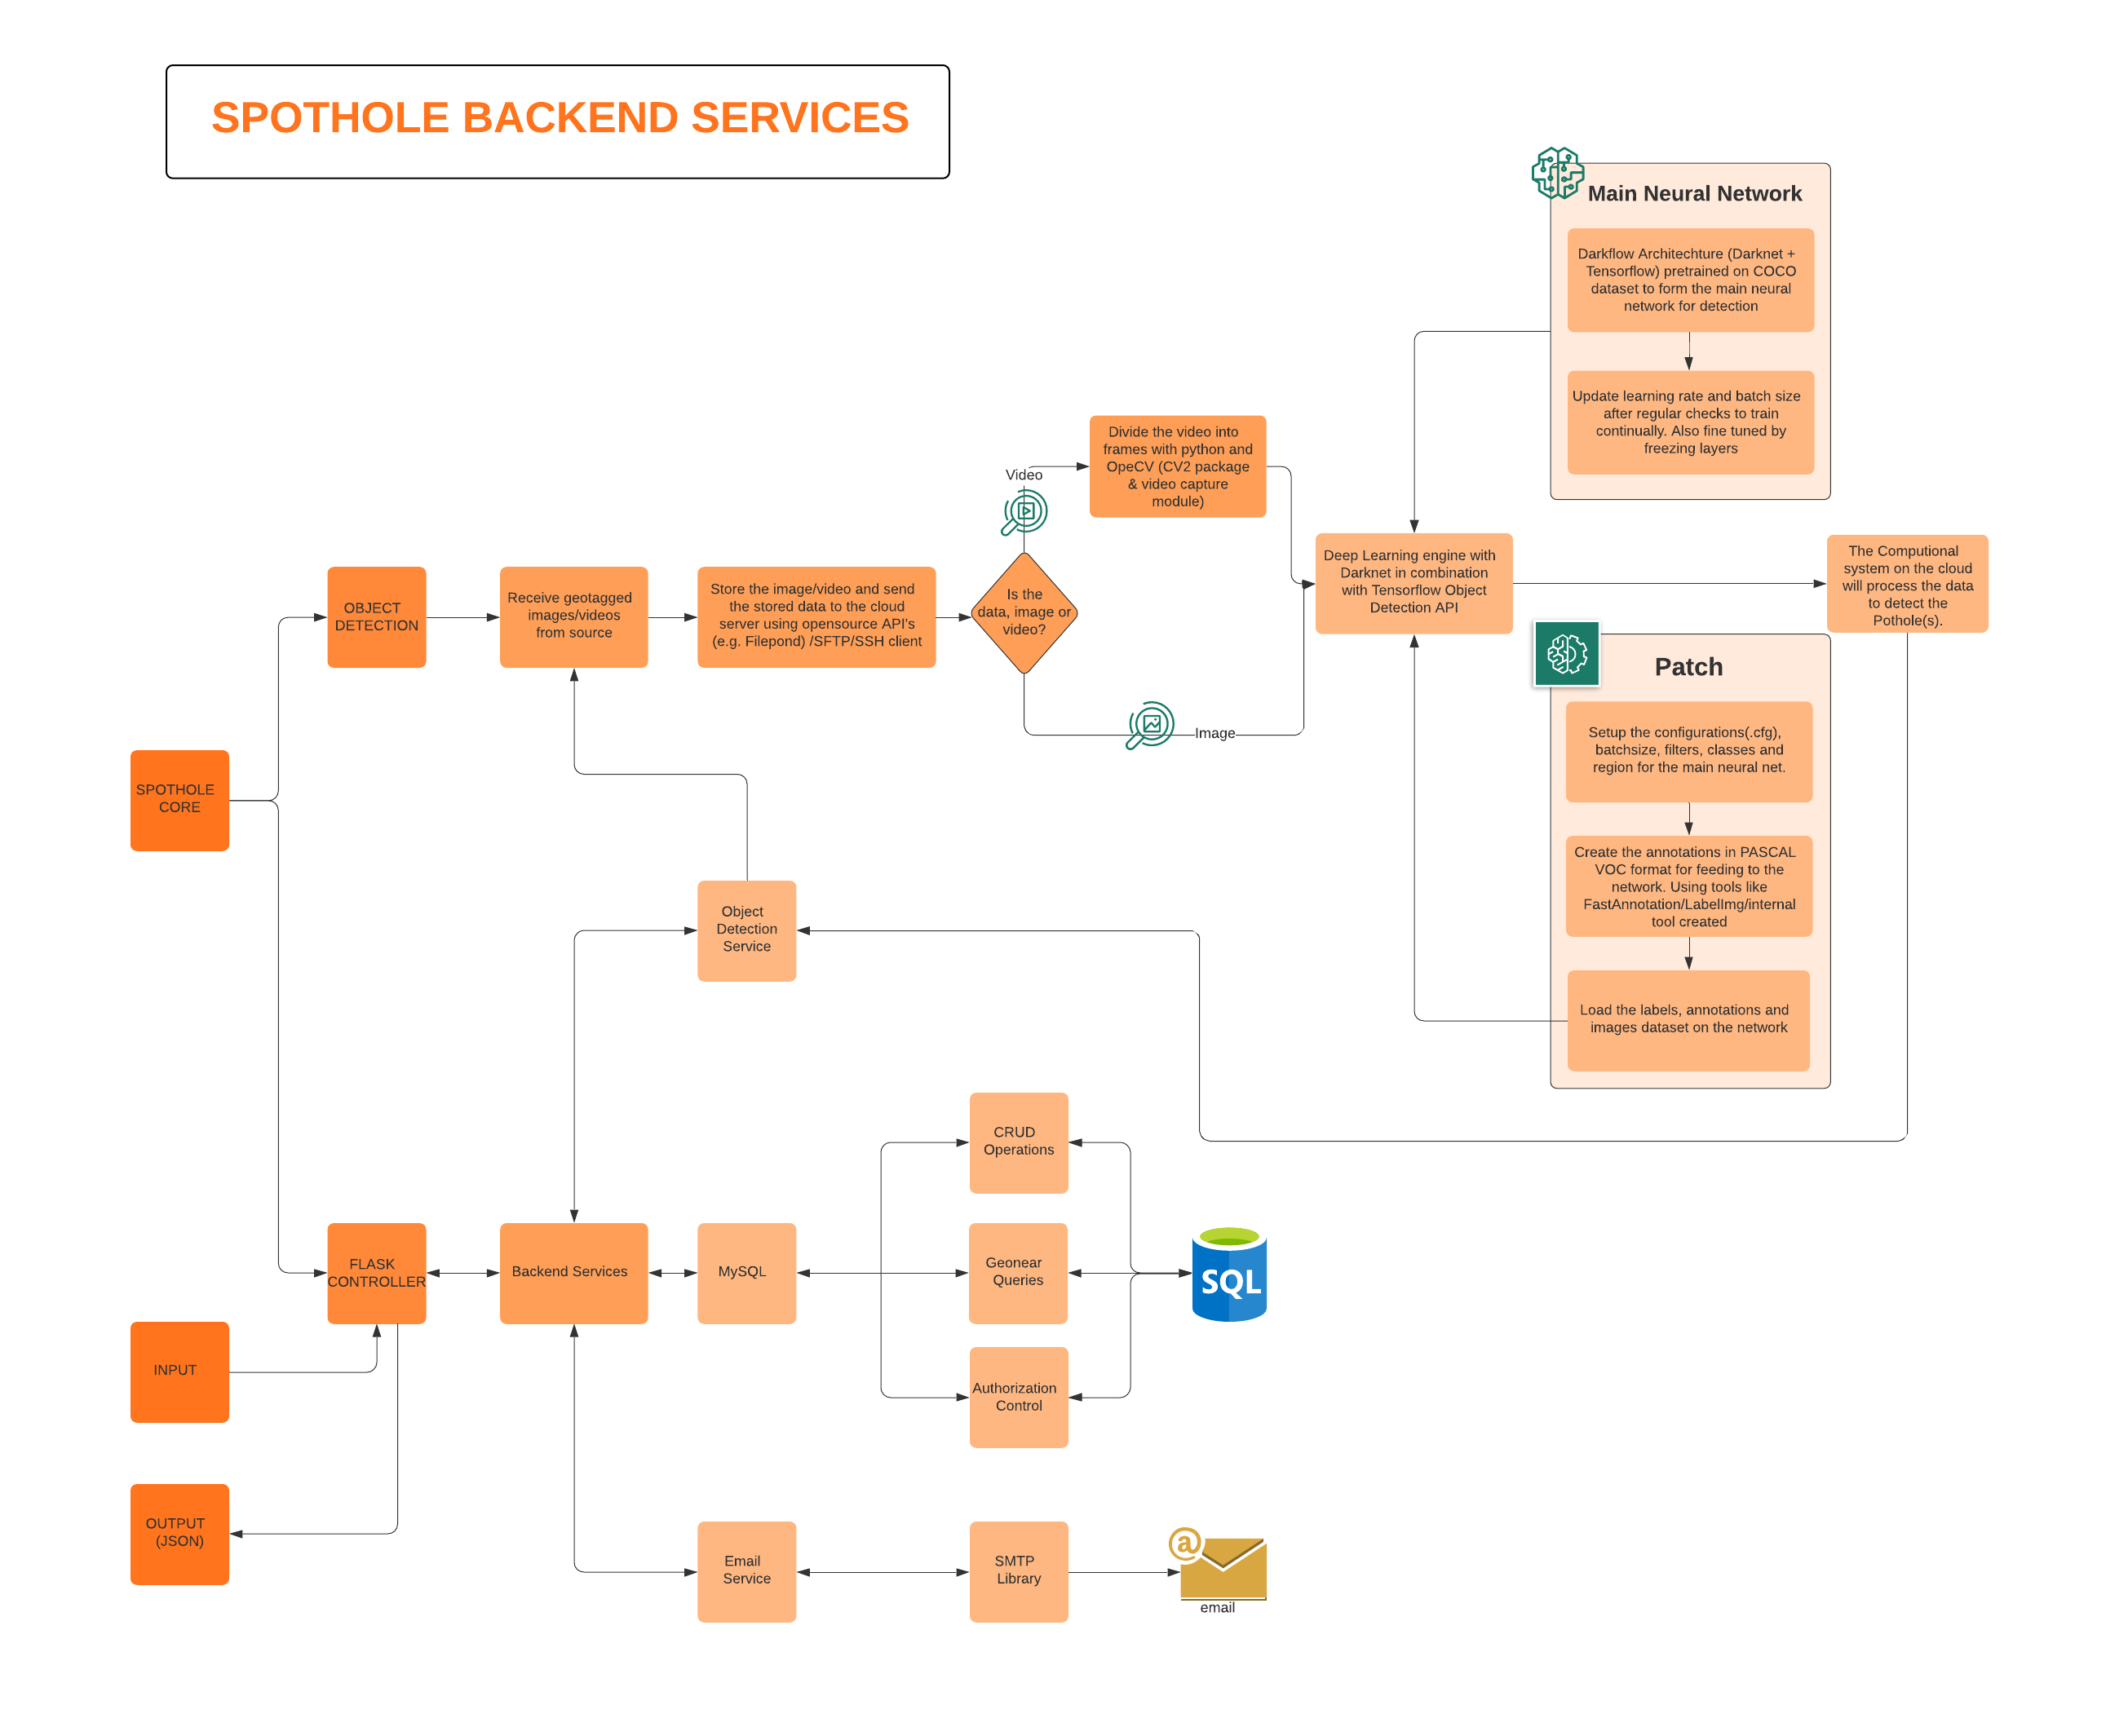 SPOTHOLE BACKEND SERVICES
Main Neural Network
Darkflow Architechture (Darknet +
Tensorflow) pretrained on COCO
dataset to form the main neural
network for detection
Update learning rate and batch size
after regular checks to train
continually. Also fine tuned by
freezing layers
Video
Divide the video into
frames with python and
OpeCV (CV2 package
& video capture
module)
OBJECT
DETECTION
Receive geotagged
images/videos
from source
Store the image/video and send
the stored data to the cloud
server using opensource API's
(e.g. Filepond) /SFTP/SSH client
Is the
data, image or
video?
Image
Deep Learning engine with
Darknet in combination
with Tensorflow Object
Detection API
The Computional
system on the cloud
will process the data
to detect the
Pothole(s).
Patch
Setup the configurations(.cfg),
batchsize, filters, classes and
region for the main neural net.
Create the annotations in PASCAL
VOC format for feeding to the
network. Using tools like
FastAnnotation/LabelImg/internal
tool created
Load the labels, annotations and
images dataset on the network
SPOTHOLE
CORE
Object
Detection
Service
CRUD
Operations
FLASK
CONTROLLER
Backend Services
MySQL
Geonear
Queries
SQL
Authorization
Control
INPUT
OUTPUT
(JSON)
Email
Service
SMTP
Library
@
email